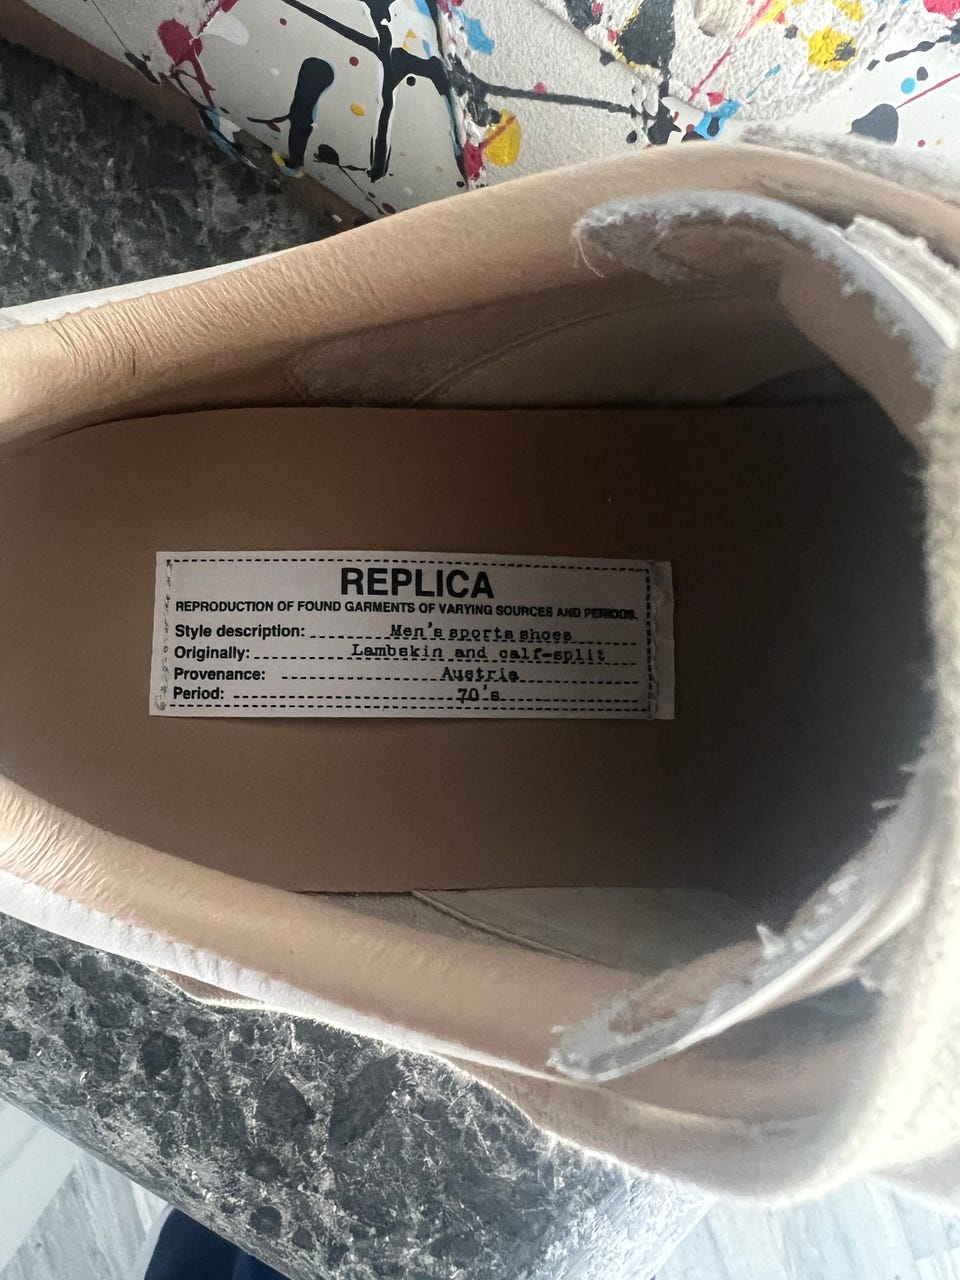 REPLICA
REPRODUCTION OF FOUND GARMENTS OF VARYING SOURCES AND PERIODS.
Style description: Men's sports shoes
Originally: Lambskin and calf-split
Provenance: Austria
Period: 70's